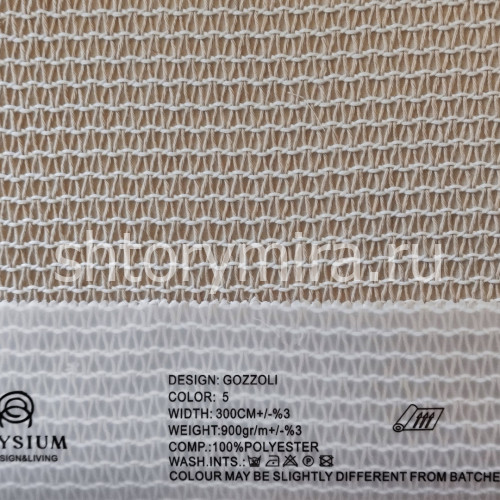 shtorymira.ru
DESIGN: GOZZOLI
COLOR: 5
WIDTH: 300CM+/-%3
WEIGHT:900gr/m+/-%3
COMP.:100%POLYESTER
WASH.INTS.:
COLOUR MAY BE SLIGHTLY DIFFERENT FROM BATCHE
YSIUM
SIGN&LIVING